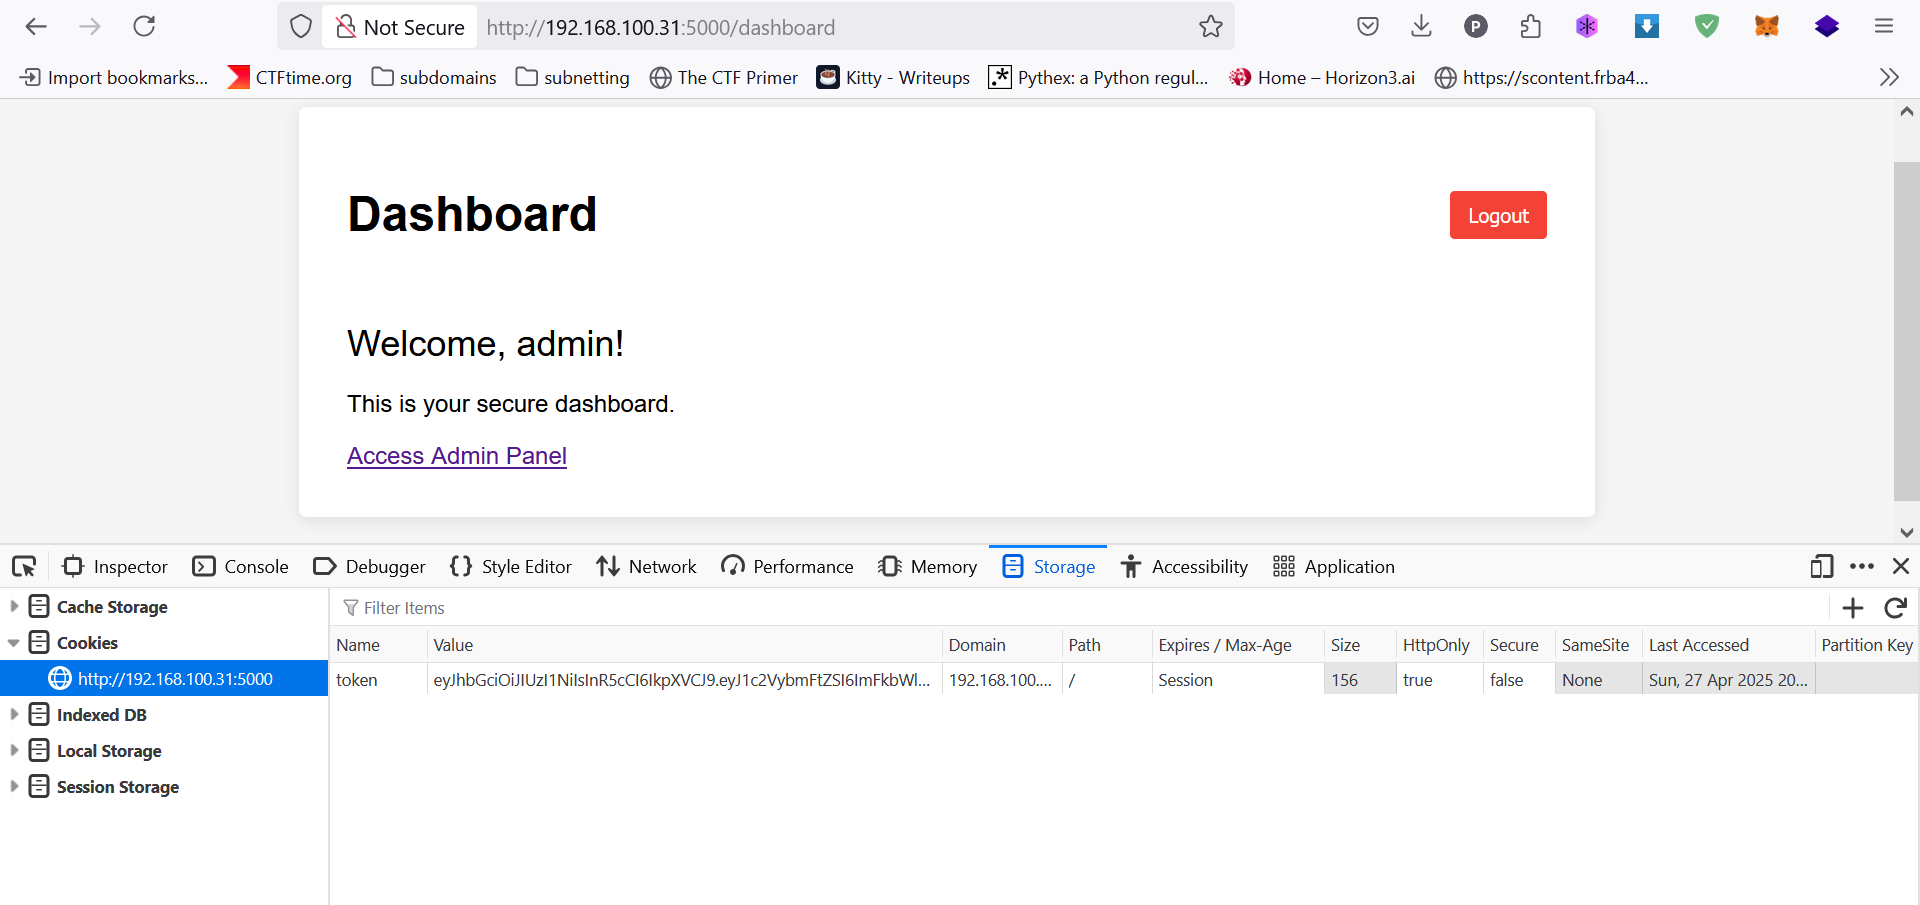 Not Secure http://192.168.100.31:5000/dashboard P
Import bookmarks... CTFtime.org subdomains subnetting The CTF Primer Kitty - Writeups .* Pythex: a Python regul... Home – Horizon3.ai https://scontent.frba4...
Dashboard
Logout
Welcome, admin!
This is your secure dashboard.
Access Admin Panel
Inspector Console Debugger {} Style Editor Network Performance Memory Storage Accessibility Application
Cache Storage
Cookies
http://192.168.100.31:5000
Indexed DB
Local Storage
Session Storage
Filter Items
Name Value Domain Path Expires / Max-Age Size HttpOnly Secure SameSite Last Accessed Partition Key
token eyJhbGciOiJIUzI1NiIsInR5cCI6IkpXVCJ9.eyJ1c2VybmFtZSI6ImFkbWl... 192.168.100.... / Session 156 true false None Sun, 27 Apr 2025 20...